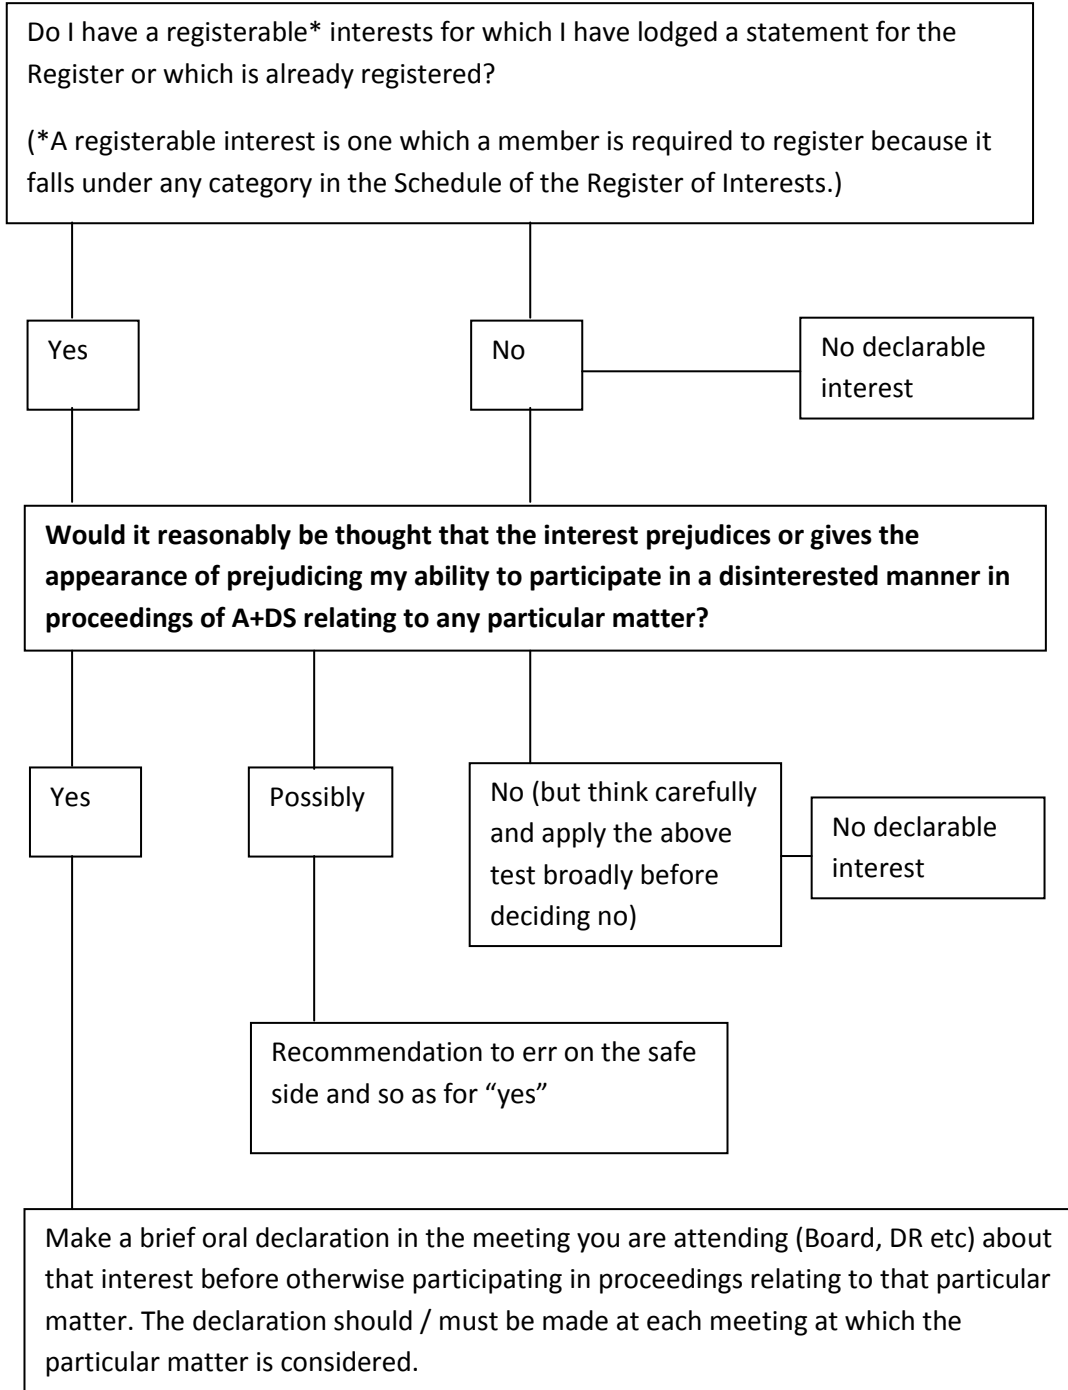 Do I have a registerable* interests for which I have lodged a statement for the
Register or which is already registered?
(*A registerable interest is one which a member is required to register because it
falls under any category in the Schedule of the Register of Interests.)
Yes
No
No declarable
interest
Would it reasonably be thought that the interest prejudices or gives the
appearance of prejudicing my ability to participate in a disinterested manner in
proceedings of A+DS relating to any particular matter?
Yes
Possibly
No (but think carefully
and apply the above
test broadly before
deciding no)
No declarable
interest
Recommendation to err on the safe
side and so as for “yes”
Make a brief oral declaration in the meeting you are attending (Board, DR etc) about
that interest before otherwise participating in proceedings relating to that particular
matter. The declaration should / must be made at each meeting at which the
particular matter is considered.